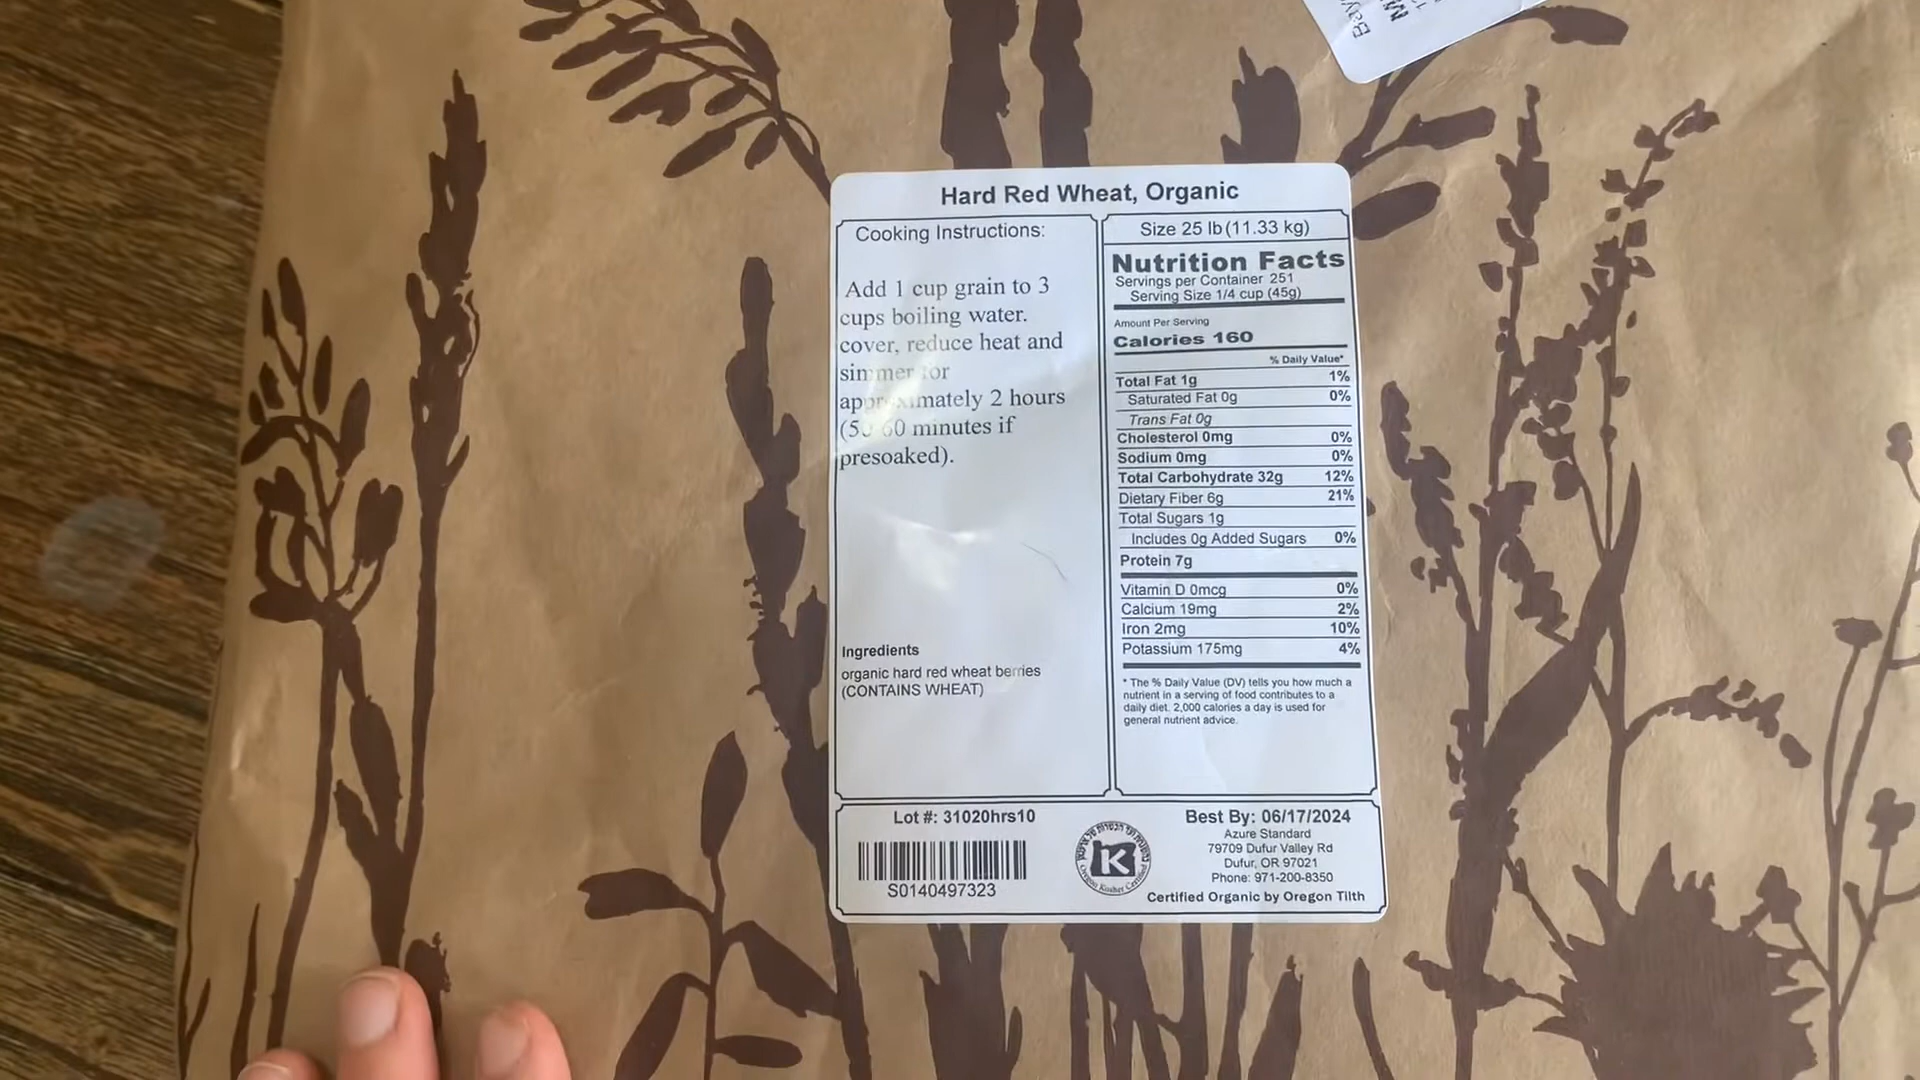 Hard Red Wheat, Organic
Cooking Instructions:
Add 1 cup grain to 3
cups boiling water.
cover, reduce heat and
simmer for
approximately 2 hours
60 minutes if
presoaked).
Ingredients
organic hard red wheat berries
(CONTAINS WHEAT)
Size 25 lb (11.33 kg)
Nutrition Facts
Servings per Container 251
Serving Size 1/4 cup (45g)
Amount Per Serving
Calories 160
% Daily Value*
Total Fat 1g 1%
Saturated Fat 0g 0%
Trans Fat 0g
Cholesterol 0mg 0%
Sodium 0mg 0%
Total Carbohydrate 32g 12%
Dietary Fiber 6g 21%
Total Sugars 1g
Includes 0g Added Sugars 0%
Protein 7g
Vitamin D 0mcg 0%
Calcium 19mg 2%
Iron 2mg 10%
Potassium 175mg 4%
* The % Daily Value (DV) tells you how much a
nutrient in a serving of food contributes to a
daily diet. 2,000 calories a day is used for
general nutrient advice.
Lot #: 31020hrs10
S0140497323
K
Oregon Kosher Certified
Best By: 06/17/2024
Azure Standard
79709 Dufur Valley Rd
Dufur, OR 97021
Phone: 971-200-8350
Certified Organic by Oregon Tilth